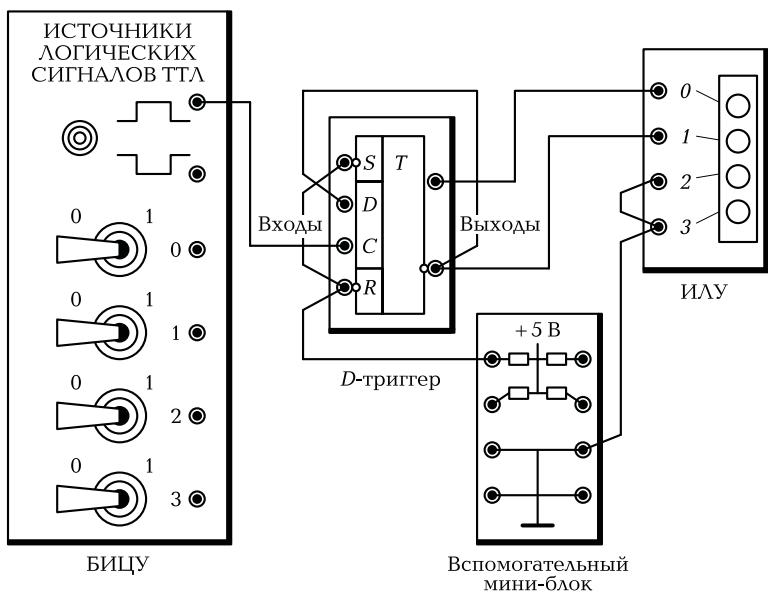 ИСТОЧНИКИ
ЛОГИЧЕСКИХ
СИГНАЛОВ ТТЛ
0 1
0
0 1
1
0 1
2
0 1
3
БИЦУ
Входы
S T
D
C
R
Выходы
D-триггер
0
1
2
3
ИЛУ
+5 В
Вспомогательный
мини-блок